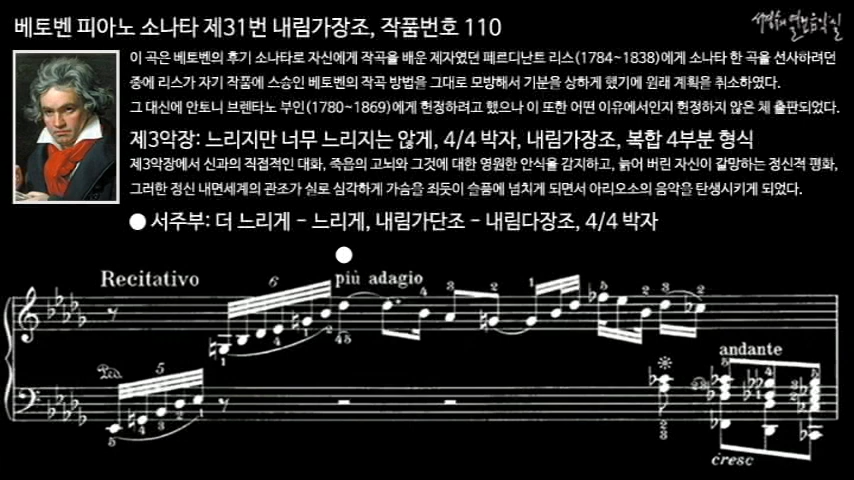 베토벤 피아노 소나타 제31번 내림가장조, 작품번호 110
서정원의 열린음악실
이 곡은 베토벤의 후기 소나타로 자신에게 작곡을 배운 제자였던 페르디난트 리스(1784~1838)에게 소나타 한 곡을 선사하려던
중에 리스가 자기 작품에 스승인 베토벤의 작곡 방법을 그대로 모방해서 기분을 상하게 했기에 원래 계획을 취소하였다.
그 대신에 안토니 브렌타노 부인(1780~1869)에게 헌정하려고 했으나 이 또한 어떤 이유에서인지 헌정하지 않은 체 출판되었다.
제3악장: 느리지만 너무 느리지는 않게, 4/4 박자, 내림가장조, 복합 4부분 형식
제3악장에서 신과의 직접적인 대화, 죽음의 고뇌와 그것에 대한 영원한 안식을 감지하고, 늙어 버린 자신이 갈망하는 정신적 평화,
그러한 정신 내면세계의 관조가 실로 심각하게 가슴을 죄듯이 슬픔에 넘치게 되면서 아리오소의 음악을 탄생시키게 되었다.
● 서주부: 더 느리게 - 느리게, 내림가단조 - 내림다장조, 4/4 박자
Recitativo
più adagio
andante
cresc